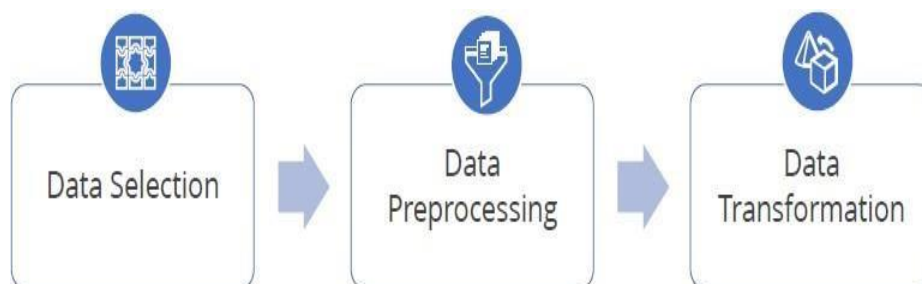 Data Selection
Data
Preprocessing
Data
Transformation